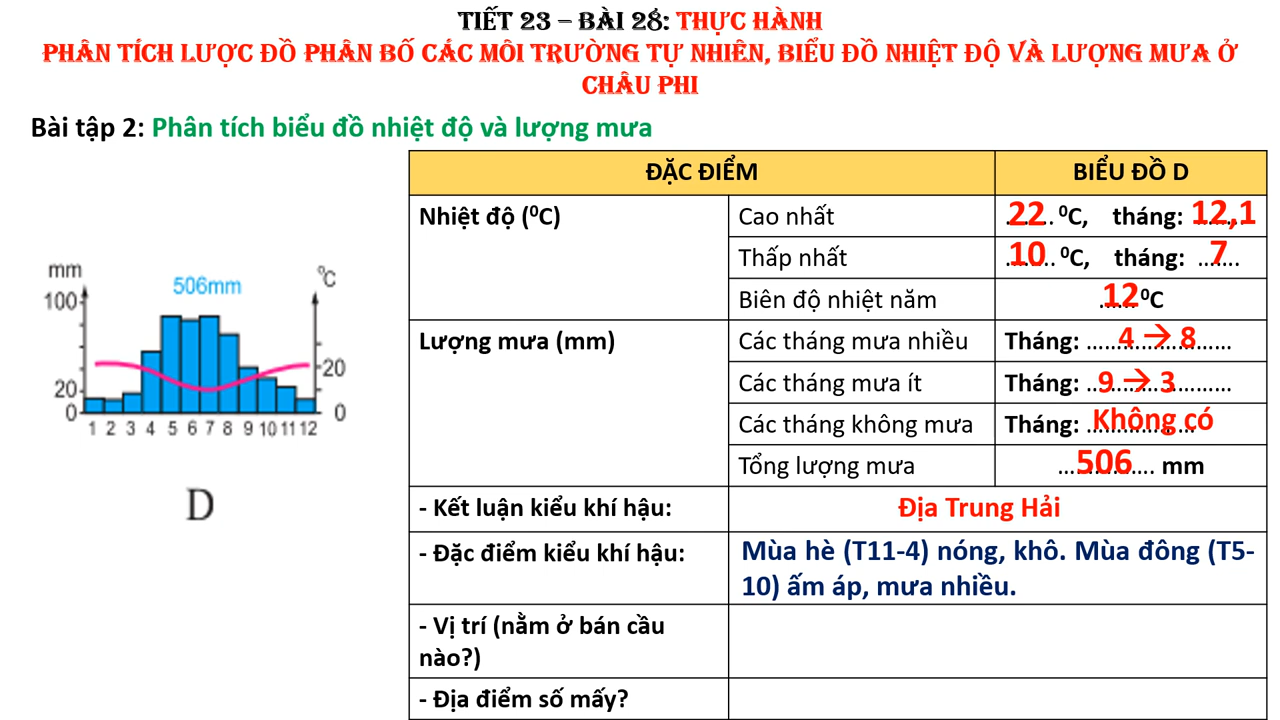 TIẾT 23 – BÀI 28: THỰC HÀNH
PHÂN TÍCH LƯỢC ĐỒ PHÂN BỐ CÁC MÔI TRƯỜNG TỰ NHIÊN, BIỂU ĐỒ NHIỆT ĐỘ VÀ LƯỢNG MƯA Ở
CHÂU PHI
Bài tập 2: Phân tích biểu đồ nhiệt độ và lượng mưa
mm
506mm
⁰C
100
20
20
0
0
1 2 3 4 5 6 7 8 9 10 11 12
D
ĐẶC ĐIỂM BIỂU ĐỒ D
Nhiệt độ (⁰C) Cao nhất 22 ⁰C, tháng: 12,1
Thấp nhất 10 ⁰C, tháng: 7
Biên độ nhiệt năm 12 ⁰C
Lượng mưa (mm) Các tháng mưa nhiều Tháng: 4 → 8
Các tháng mưa ít Tháng: 9 → 3
Các tháng không mưa Tháng: Không có
Tổng lượng mưa 506 mm
- Kết luận kiểu khí hậu: Địa Trung Hải
- Đặc điểm kiểu khí hậu: Mùa hè (T11-4) nóng, khô. Mùa đông (T5-
10) ấm áp, mưa nhiều.
- Vị trí (nằm ở bán cầu
nào?)
- Địa điểm số mấy?